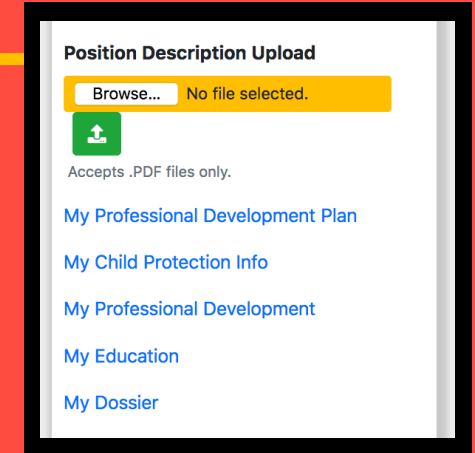 Position Description Upload
Browse... No file selected.
Accepts .PDF files only.
My Professional Development Plan
My Child Protection Info
My Professional Development
My Education
My Dossier